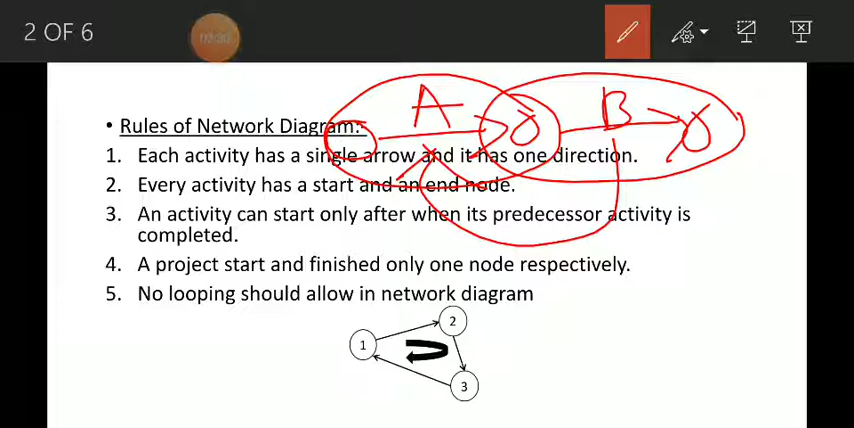 2 OF 6
A
B
• Rules of Network Diagram:
1. Each activity has a single arrow and it has one direction.
2. Every activity has a start and an end node.
3. An activity can start only after when its predecessor activity is
completed.
4. A project start and finished only one node respectively.
5. No looping should allow in network diagram
2
1
3